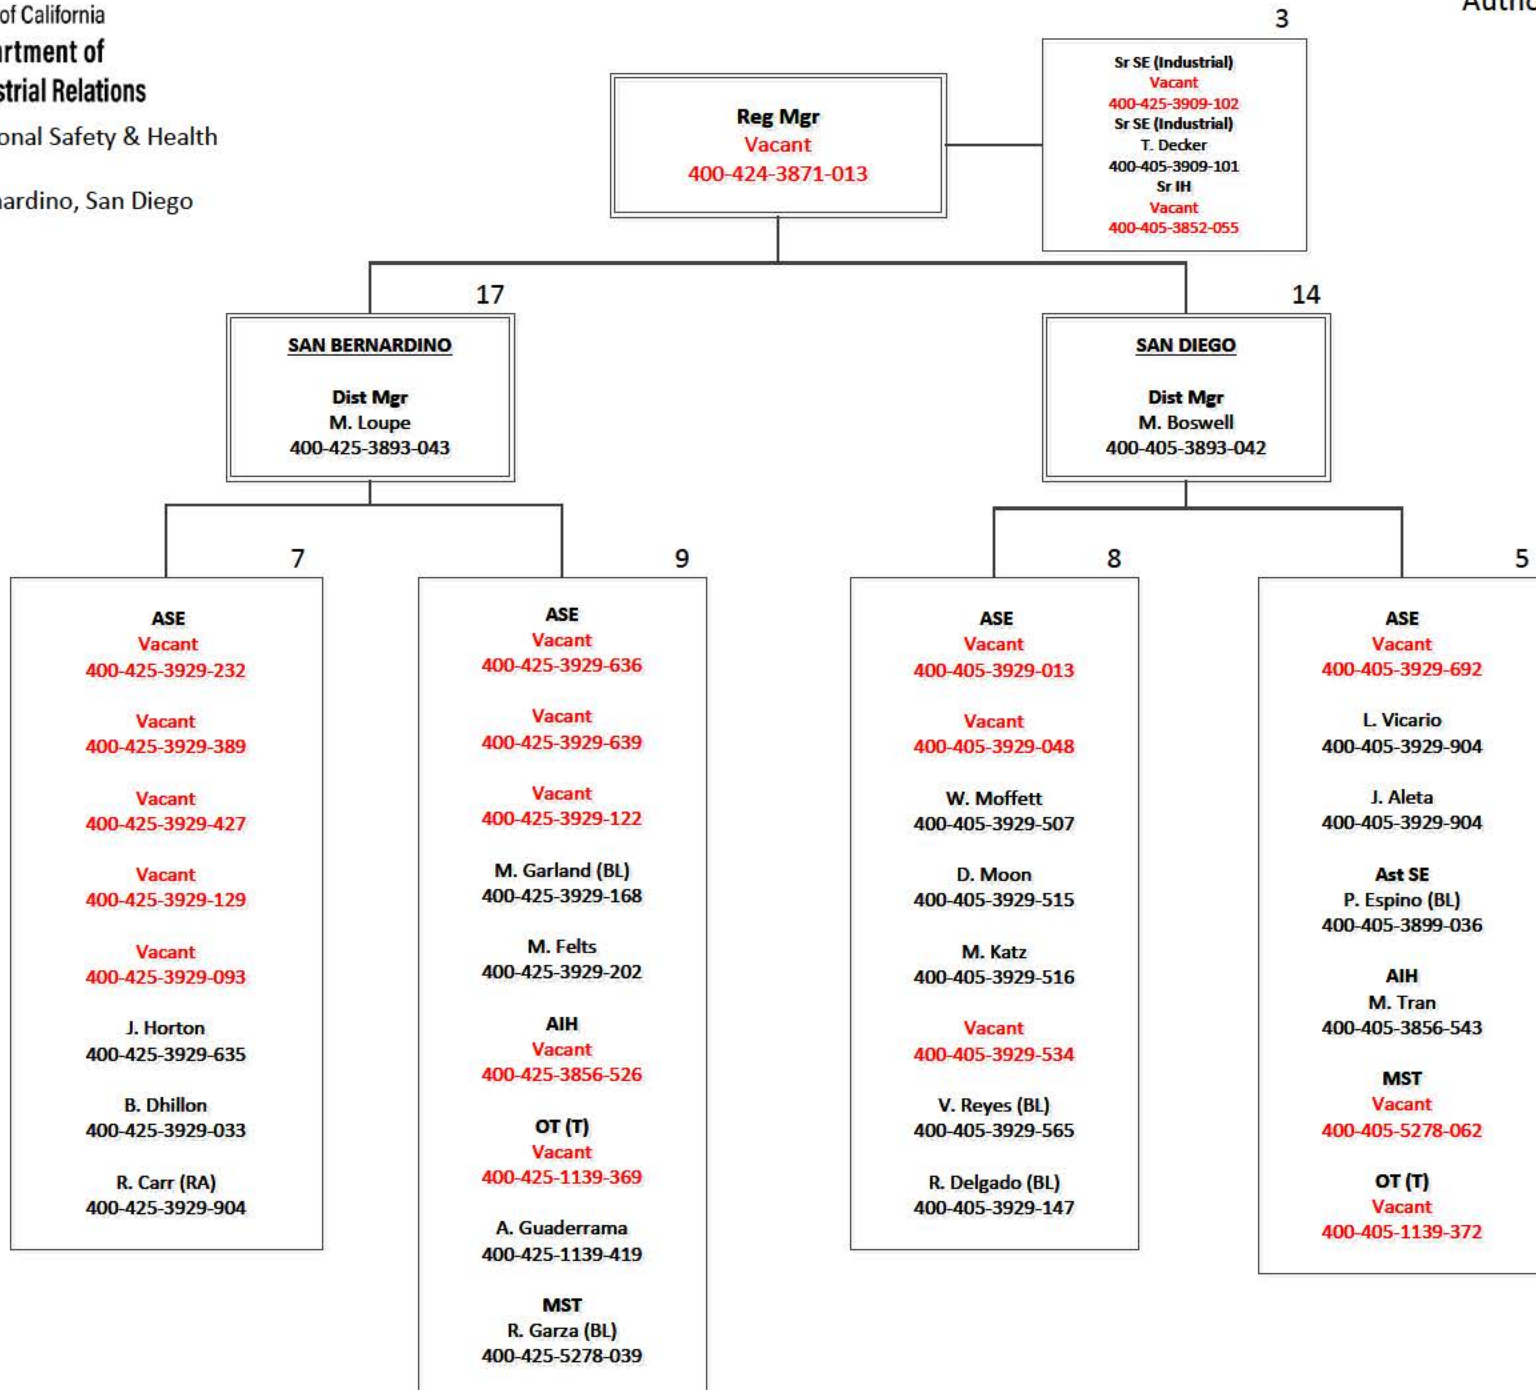 of California
Autho
artment of
strial Relations
onal Safety & Health
nardino, San Diego
Reg Mgr
Vacant
400-424-3871-013
3
Sr SE (Industrial)
Vacant
400-425-3909-102
Sr SE (Industrial)
T. Decker
400-405-3909-101
Sr IH
Vacant
400-405-3852-055
17
SAN BERNARDINO
Dist Mgr
M. Loupe
400-425-3893-043
14
SAN DIEGO
Dist Mgr
M. Boswell
400-405-3893-042
7
ASE
Vacant
400-425-3929-232
Vacant
400-425-3929-389
Vacant
400-425-3929-427
Vacant
400-425-3929-129
Vacant
400-425-3929-093
J. Horton
400-425-3929-635
B. Dhillon
400-425-3929-033
R. Carr (RA)
400-425-3929-904
9
ASE
Vacant
400-425-3929-636
Vacant
400-425-3929-639
Vacant
400-425-3929-122
M. Garland (BL)
400-425-3929-168
M. Felts
400-425-3929-202
AIH
Vacant
400-425-3856-526
OT (T)
Vacant
400-425-1139-369
A. Guaderrama
400-425-1139-419
MST
R. Garza (BL)
400-425-5278-039
8
ASE
Vacant
400-405-3929-013
Vacant
400-405-3929-048
W. Moffett
400-405-3929-507
D. Moon
400-405-3929-515
M. Katz
400-405-3929-516
Vacant
400-405-3929-534
V. Reyes (BL)
400-405-3929-565
R. Delgado (BL)
400-405-3929-147
5
ASE
Vacant
400-405-3929-692
L. Vicario
400-405-3929-904
J. Aleta
400-405-3929-904
Ast SE
P. Espino (BL)
400-405-3899-036
AIH
M. Tran
400-405-3856-543
MST
Vacant
400-405-5278-062
OT (T)
Vacant
400-405-1139-372